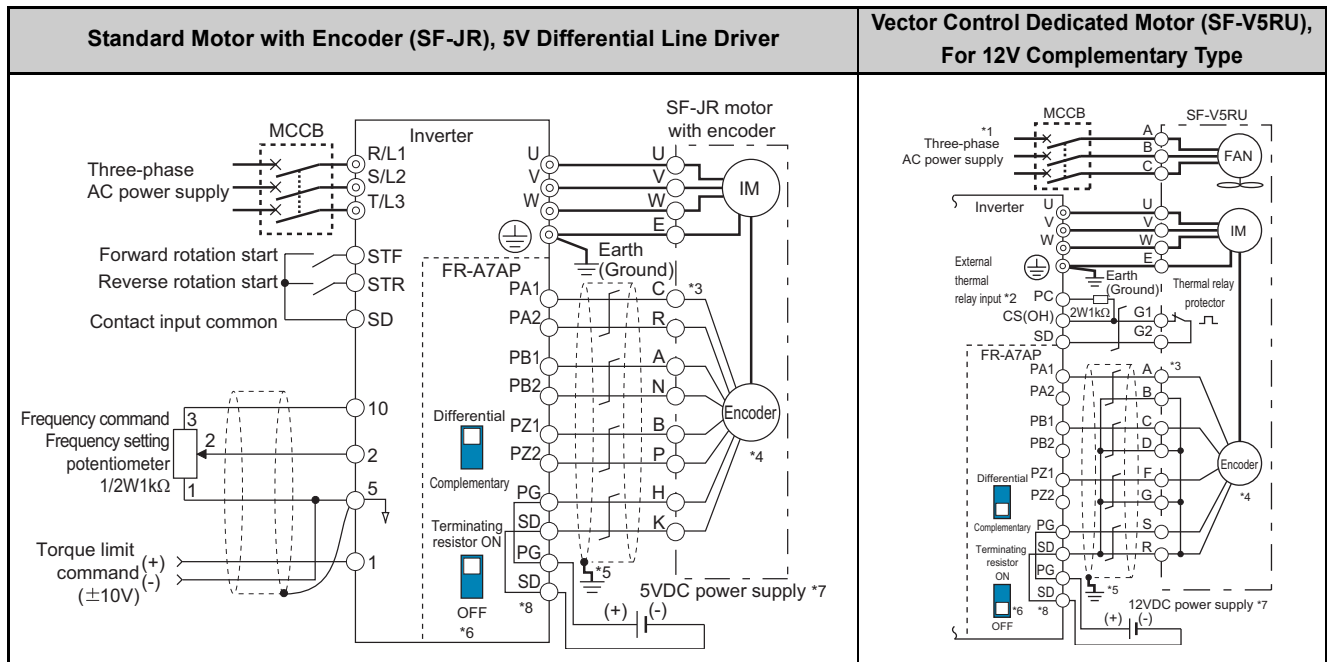 Standard Motor with Encoder (SF-JR), 5V Differential Line Driver
Vector Control Dedicated Motor (SF-V5RU),
For 12V Complementary Type
SF-JR motor
with encoder
MCCB
Inverter
Three-phase
AC power supply
R/L1
S/L2
T/L3
U
V
W
U
V
W
E
IM
Earth
(Ground)
Forward rotation start
Reverse rotation start
Contact input common
STF
STR
SD
FR-A7AP
PA1
PA2
PB1
PB2
PZ1
PZ2
PG
SD
PG
SD
C
*3
R
A
N
B
P
H
K
Encoder
*4
Differential
Complementary
Terminating
resistor ON
OFF
*6
*8
*5
5VDC power supply *7
(+)
(-)
Frequency command
Frequency setting
potentiometer
1/2W1kΩ
3
2
1
10
2
5
1
Torque limit
command
(±10V)
(+)
(-)
MCCB
SF-V5RU
*1
Three-phase
AC power supply
A
B
C
FAN
Inverter
U
V
W
U
V
W
E
IM
External
thermal
relay input *2
Earth
(Ground)
Thermal relay
protector
PC
CS(OH)
SD
2W1kΩ
G1
G2
FR-A7AP
PA1
PA2
PB1
PB2
PZ1
PZ2
PG
SD
PG
SD
A
*3
B
C
D
F
G
S
R
Encoder
*4
Differential
Complementary
Terminating
resistor
ON
*6
OFF
*8
*5
12VDC power supply *7
(+)
(-)